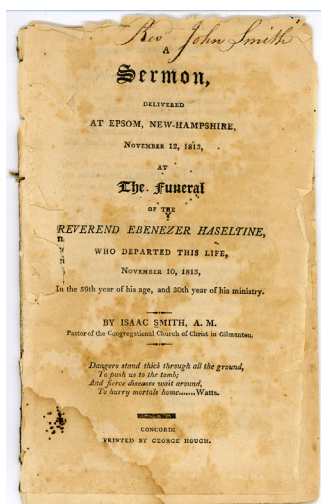 Rev John Smith
A
Sermon,
DELIVERED
AT EPSOM, NEW-HAMPSHIRE,
NOVEMBER 12, 1813,
AT
The Funeral
OF THE
REVEREND EBENEZER HASELTINE,
WHO DEPARTED THIS LIFE,
NOVEMBER 10, 1813,
In the 59th year of his age, and 30th year of his ministry.
BY ISAAC SMITH, A. M.
Pastor of the Congregational Church of Christ in Gilmanton.
Dangers stand thick through all the ground,
To push us to the tomb;
And fierce diseases wait around,
To hurry mortals home.......Watts.
CONCORD:
PRINTED BY GEORGE HOUGH.